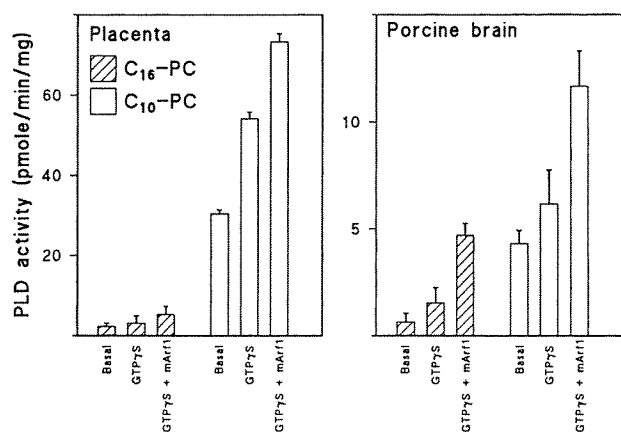 Placenta
C₁₆–PC
C₁₀–PC
PLD activity (pmole/min/mg)
60
40
20
Basal
GTPγS
GTPγS + mArf1
Basal
GTPγS
GTPγS + mArf1
Porcine brain
10
5
Basal
GTPγS
GTPγS + mArf1
Basal
GTPγS
GTPγS + mArf1